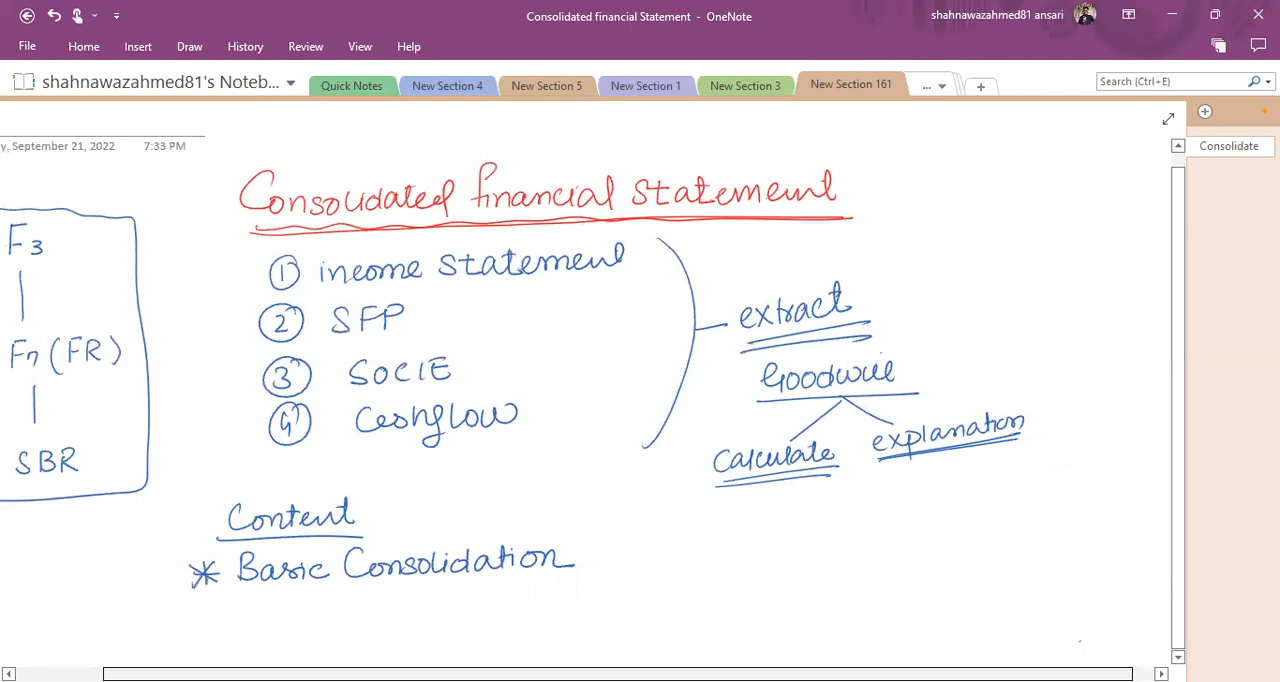 Consolidated financial Statement - OneNote
shahnawazahmed81 ansari
File Home Insert Draw History Review View Help
shahnawazahmed81's Noteb...
Quick Notes
New Section 4
New Section 5
New Section 1
New Section 3
New Section 161
...
Search (Ctrl+E)
y, September 21, 2022 7:33 PM
Consolidate
Consolidated financial Statement
F3
F7 (FR)
SBR
① income Statement
② SFP
③ SOCIE
④ Cashflow
extract
Goodwill
Calculate
explanation
Content
* Basic Consolidation